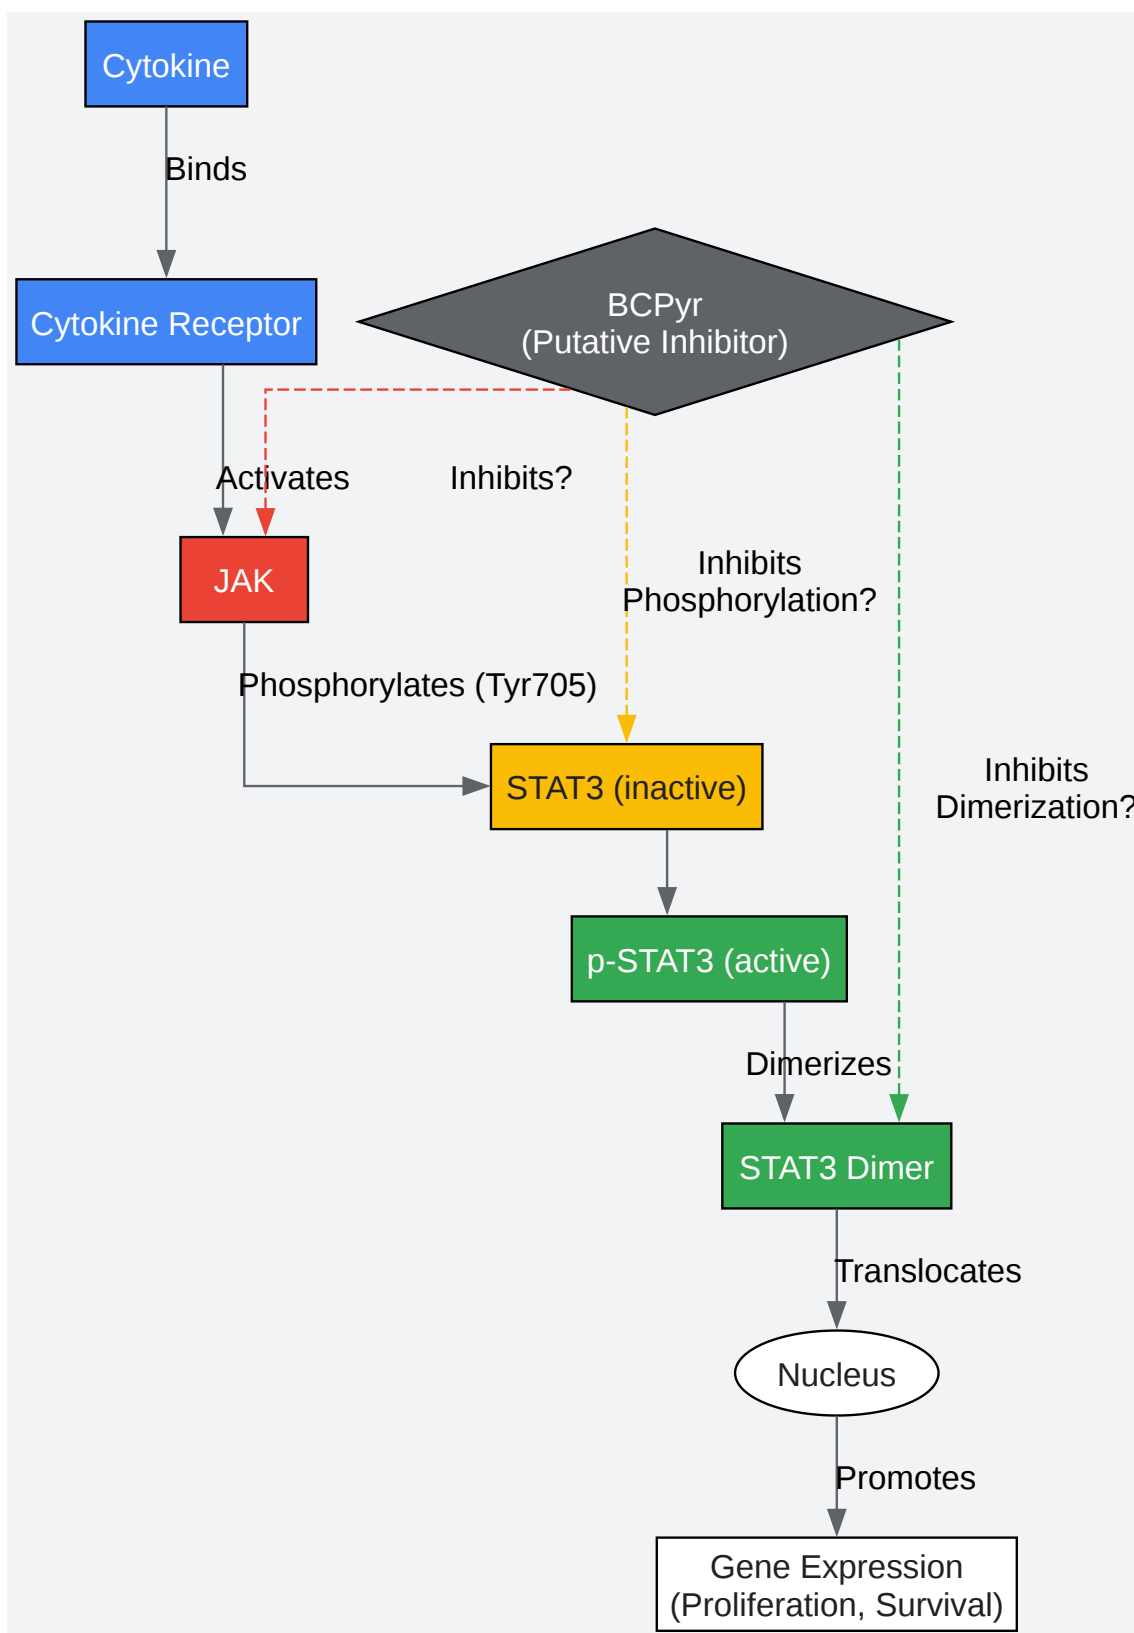 Cytokine
Binds
Cytokine Receptor
BCPyr
(Putative Inhibitor)
Activates
Inhibits?
Inhibits
Phosphorylation?
JAK
Phosphorylates (Tyr705)
STAT3 (inactive)
Inhibits
Dimerization?
p-STAT3 (active)
Dimerizes
STAT3 Dimer
Translocates
Nucleus
Promotes
Gene Expression
(Proliferation, Survival)